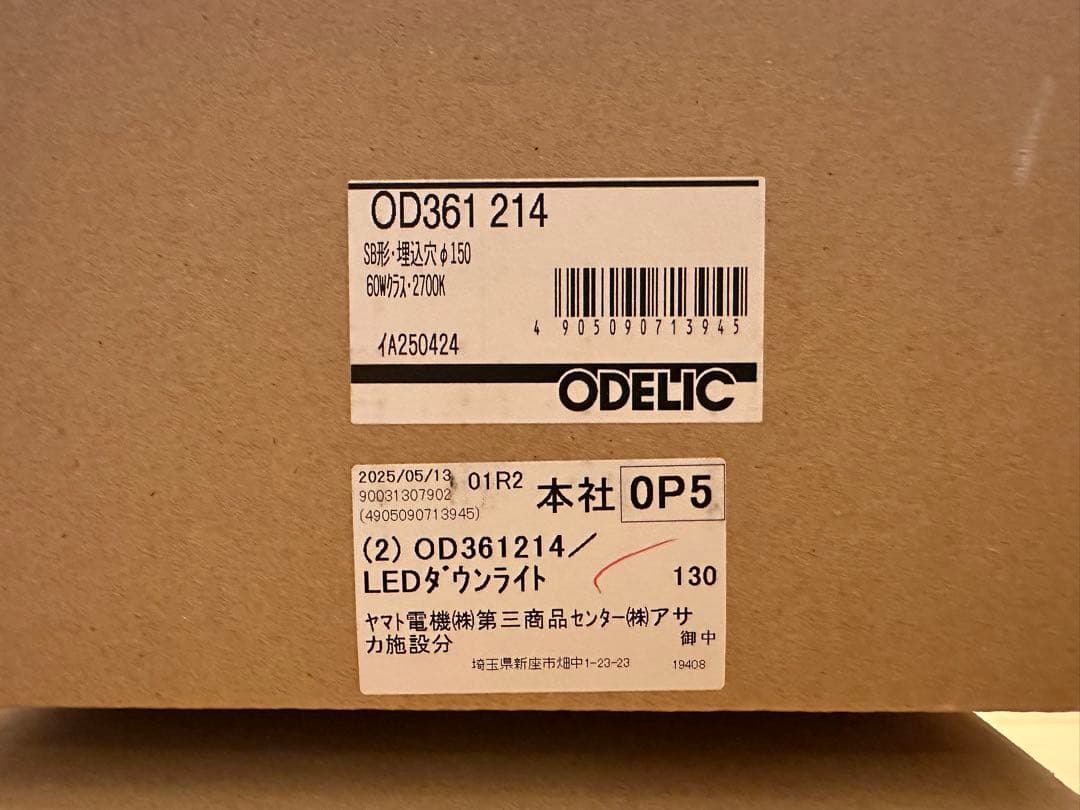 OD361 214
SB形・埋込穴φ150
60Wクラス・2700K
4 905090 713945
イA250424
ODELIC
2025/05/13 01R2 本社 0P5
90031307902
(4905090713945)
(2) OD361214／
LEDダウンライト 130
ヤマト電機㈱第三商品センター㈱アサ
カ施設分 御中
埼玉県新座市畑中1-23-23 19408